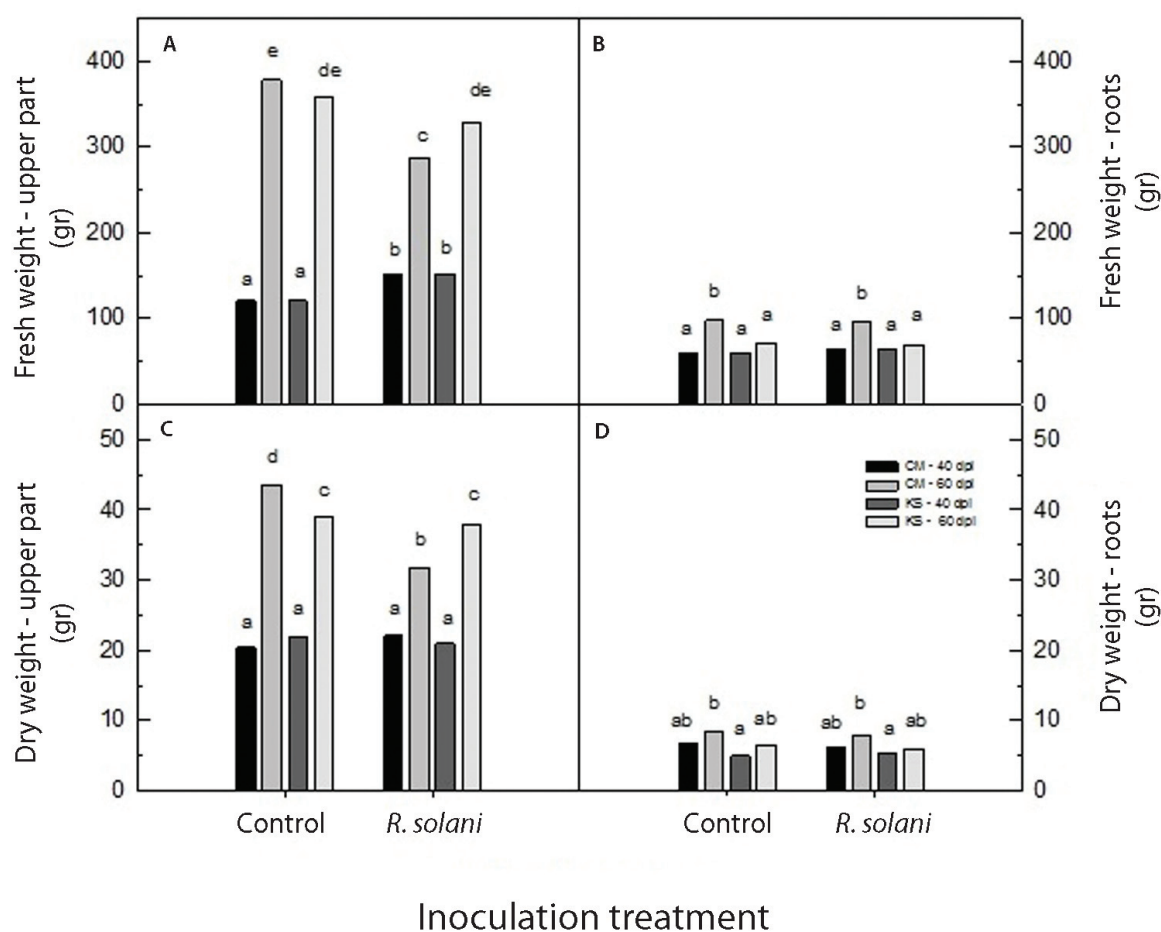 A
B
Fresh weight - upper part
(gr)
400
300
200
100
0
e
de
a
a
c
de
b
b
b
a
a
a
b
a
a
a
400
300
200
100
0
Fresh weight - roots
(gr)
C
D
Dry weight - upper part
(gr)
50
40
30
20
10
0
d
c
a
a
c
b
a
a
CM - 40 dpi
CM - 60 dpi
KS - 40 dpi
KS - 60 dpi
ab
b
a
ab
ab
b
a
ab
50
40
30
20
10
0
Dry weight - roots
(gr)
Control
R. solani
Control
R. solani
Inoculation treatment